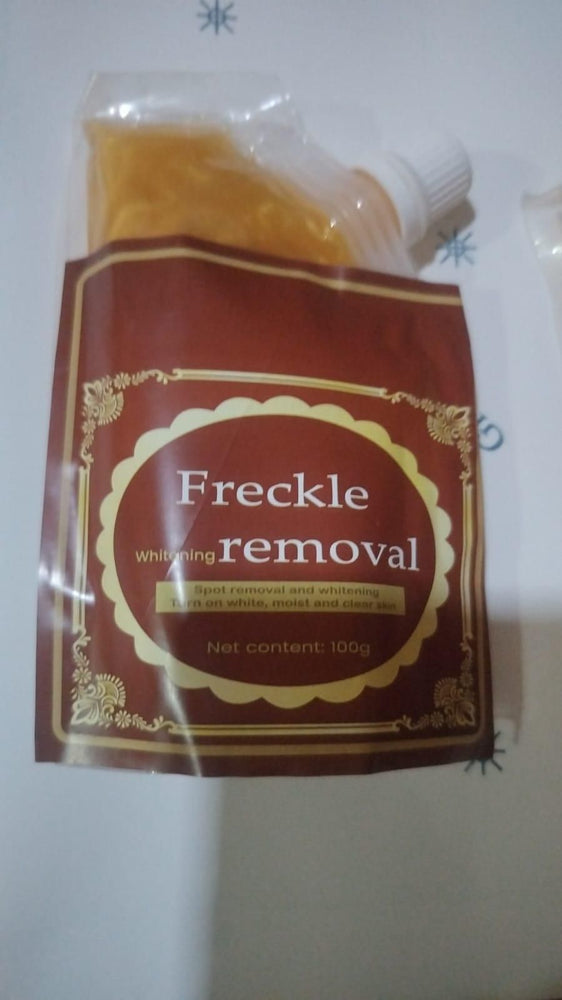 Freckle
Whitening removal
Spot removal and whitening
Turn on white, moist and clear skin
Net content: 100g